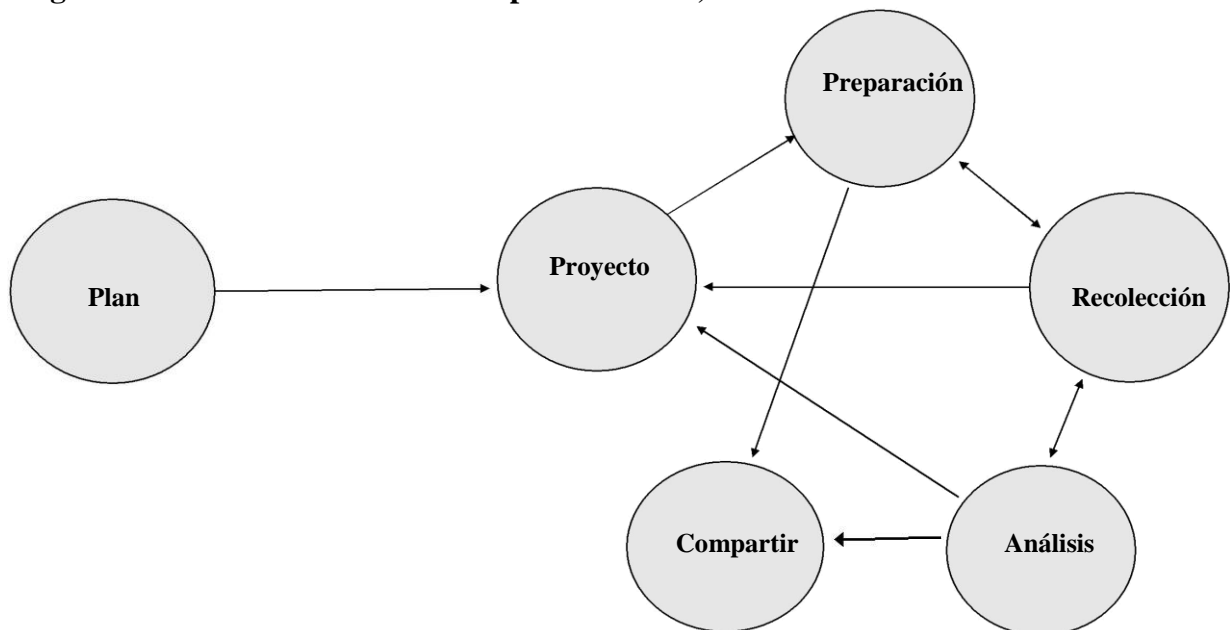 Preparación
Proyecto
Plan
Recolección
Compartir
Análisis